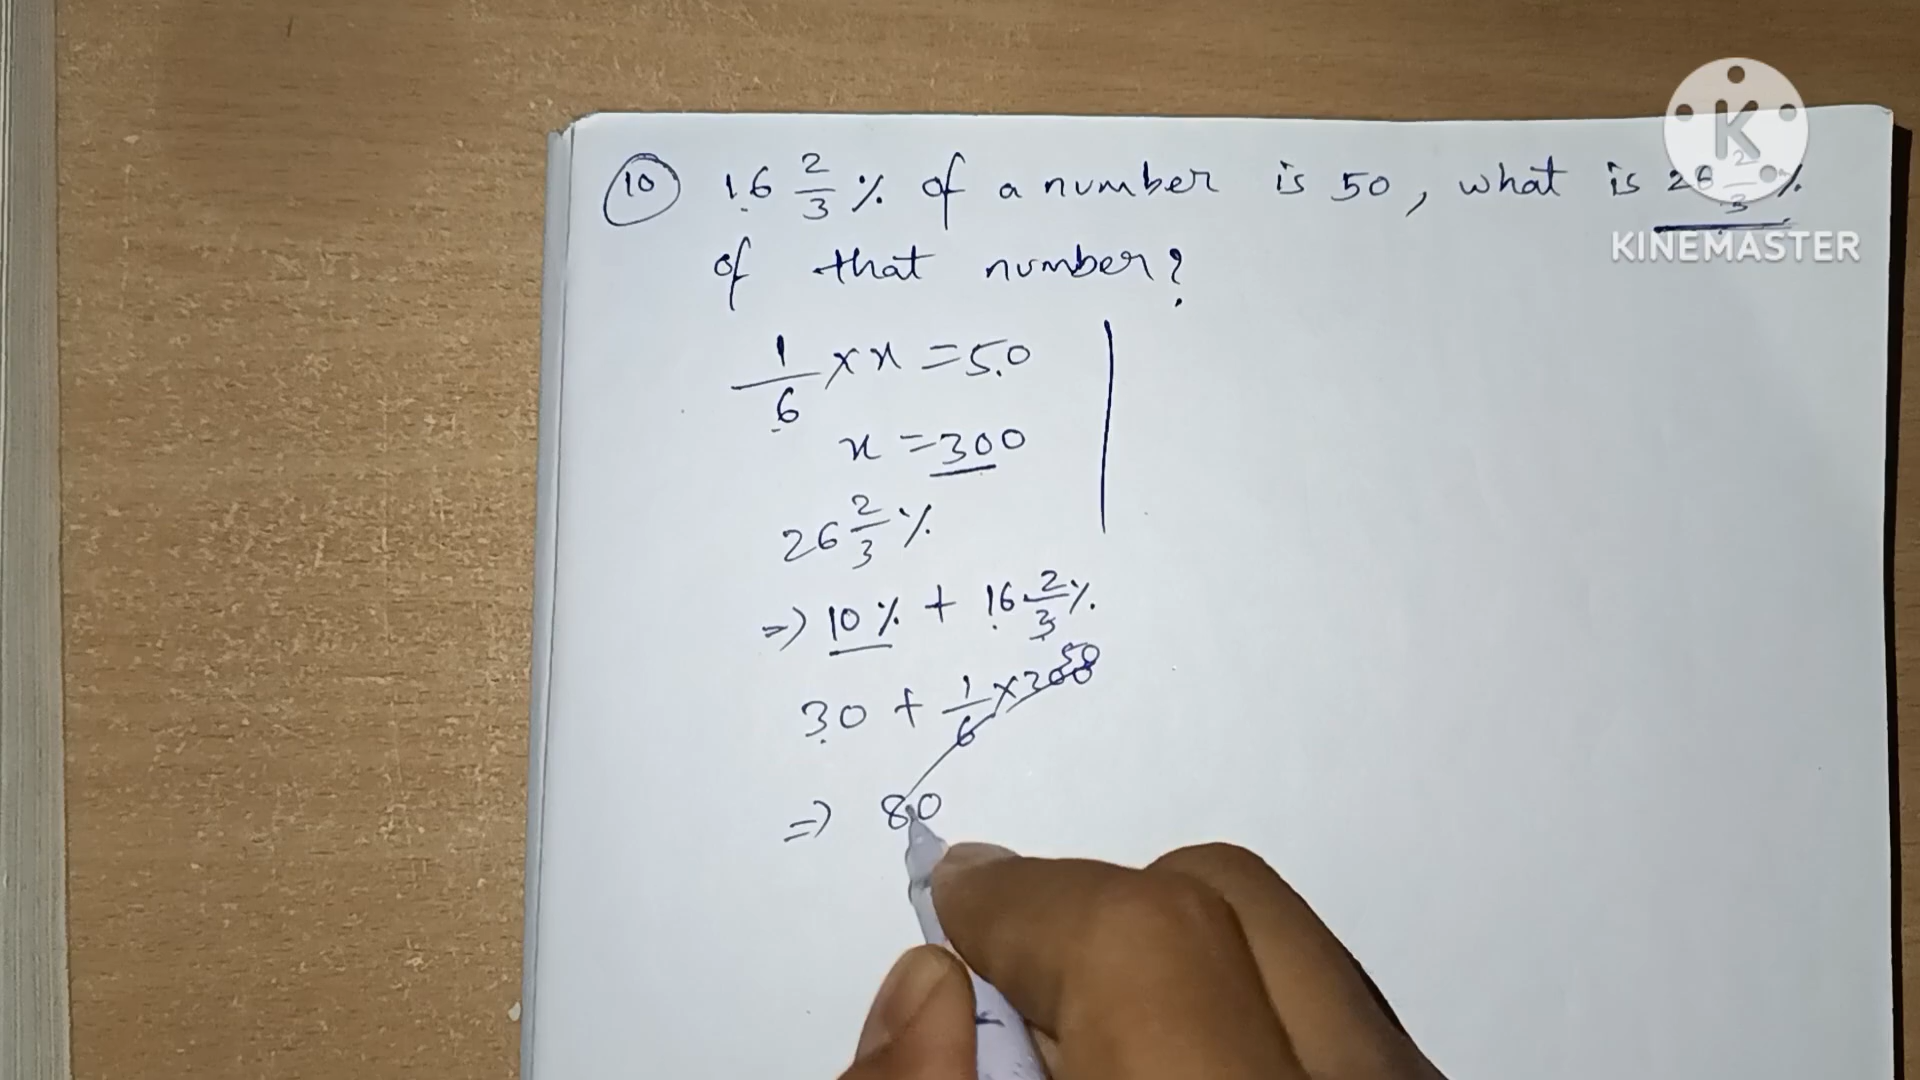 10 16 2/3 % of a number is 50, what is 26 2/3 %
KINEMASTER
of that number?
1/6 × x = 50
x = 300
26 2/3 %
=> 10% + 16 2/3 %
30 + 1/6 × 300 50
=> 80